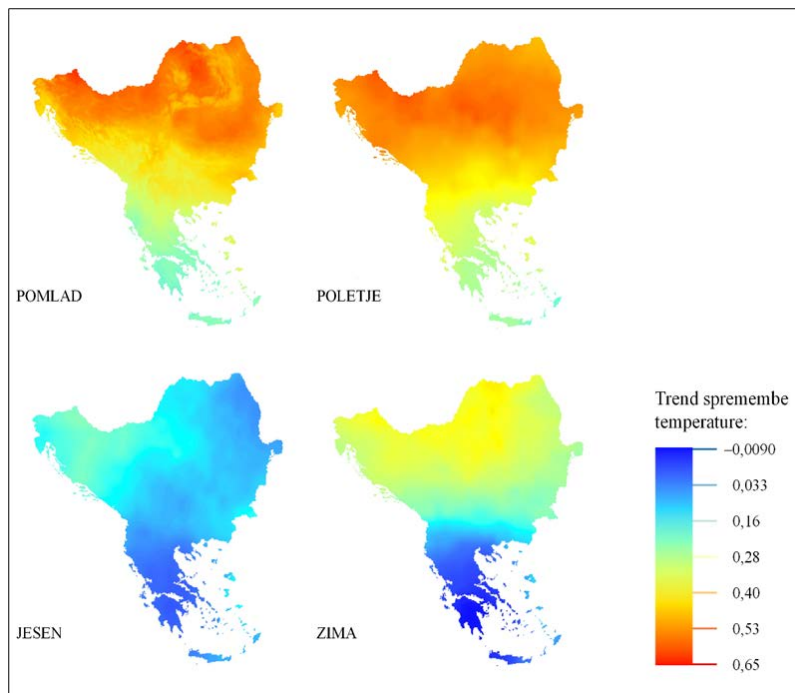 POMLAD
POLETJE
JESEN
ZIMA
Trend spremembe
temperature:
–0,0090
0,033
0,16
0,28
0,40
0,53
0,65